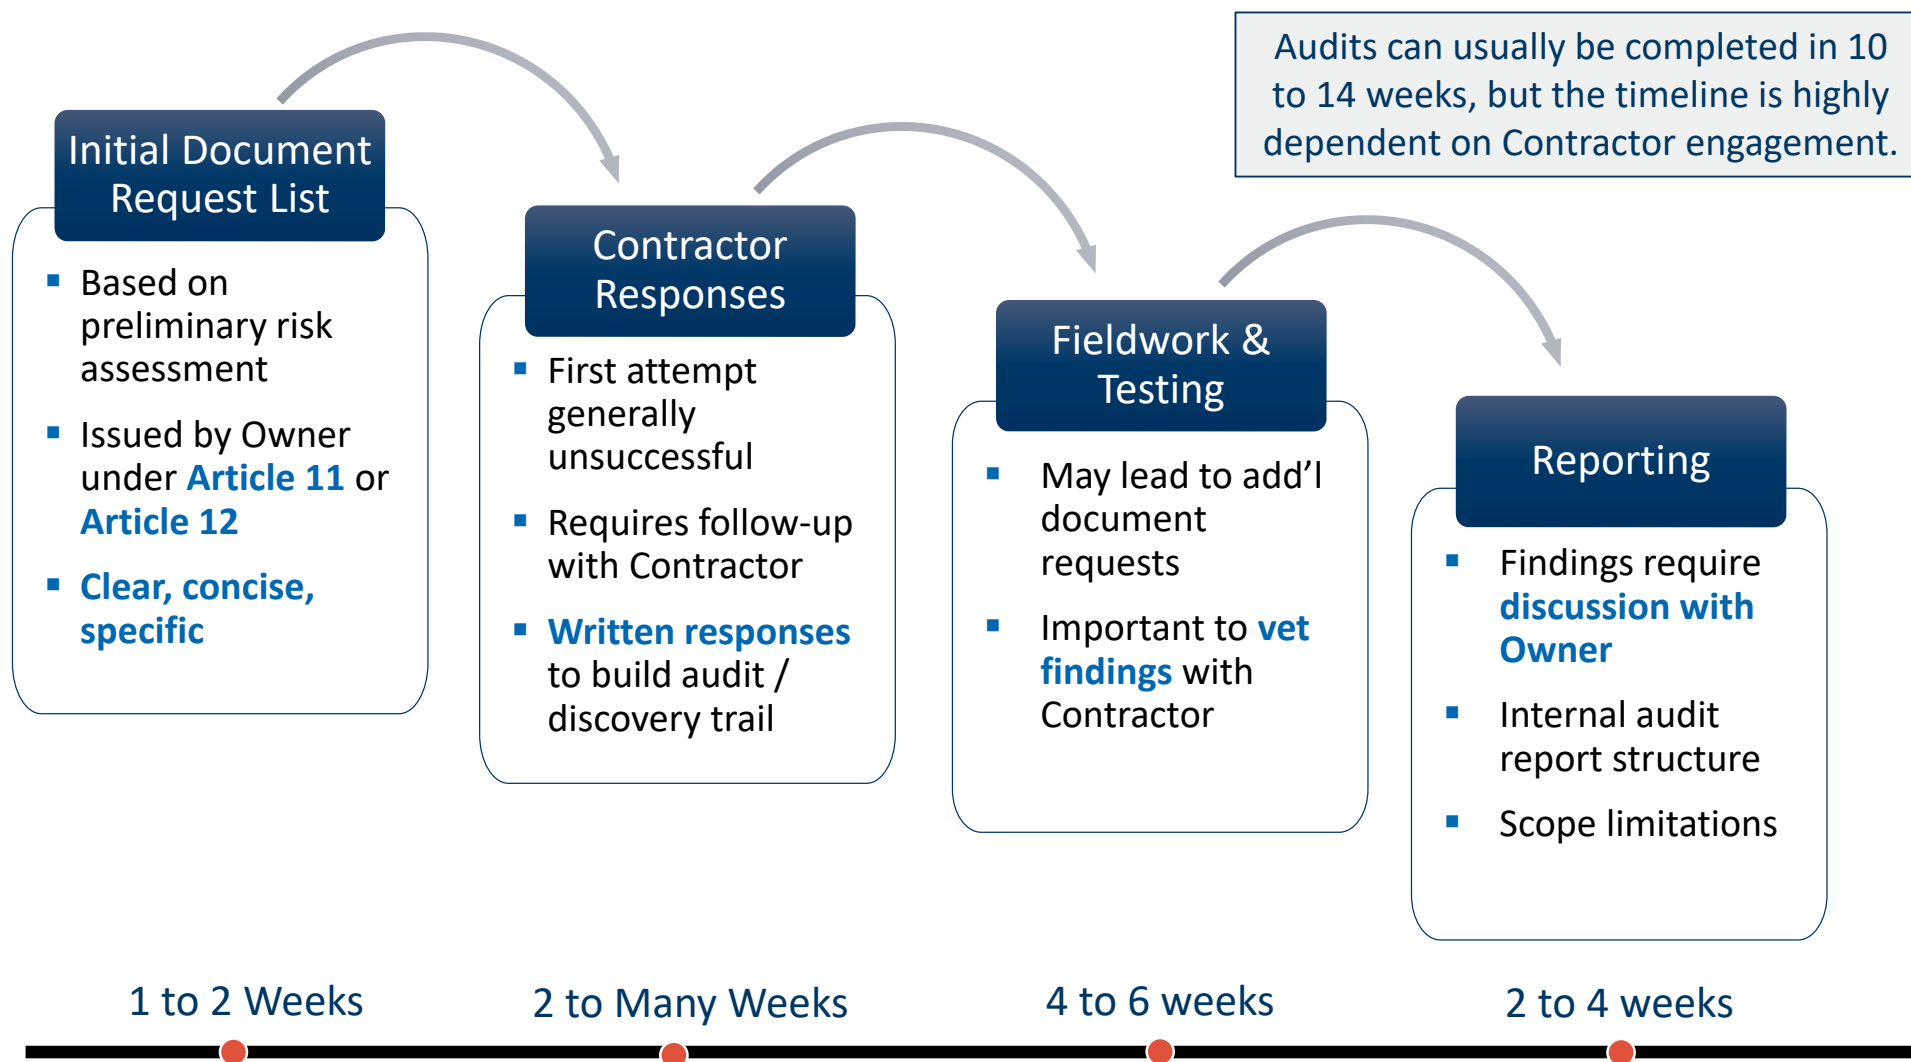 Audits can usually be completed in 10
to 14 weeks, but the timeline is highly
dependent on Contractor engagement.
Initial Document
Request List
▪ Based on
preliminary risk
assessment
▪ Issued by Owner
under Article 11 or
Article 12
▪ Clear, concise,
specific
Contractor
Responses
▪ First attempt
generally
unsuccessful
▪ Requires follow-up
with Contractor
▪ Written responses
to build audit /
discovery trail
Fieldwork &
Testing
▪ May lead to add’l
document
requests
▪ Important to vet
findings with
Contractor
Reporting
▪ Findings require
discussion with
Owner
▪ Internal audit
report structure
▪ Scope limitations
1 to 2 Weeks
2 to Many Weeks
4 to 6 weeks
2 to 4 weeks